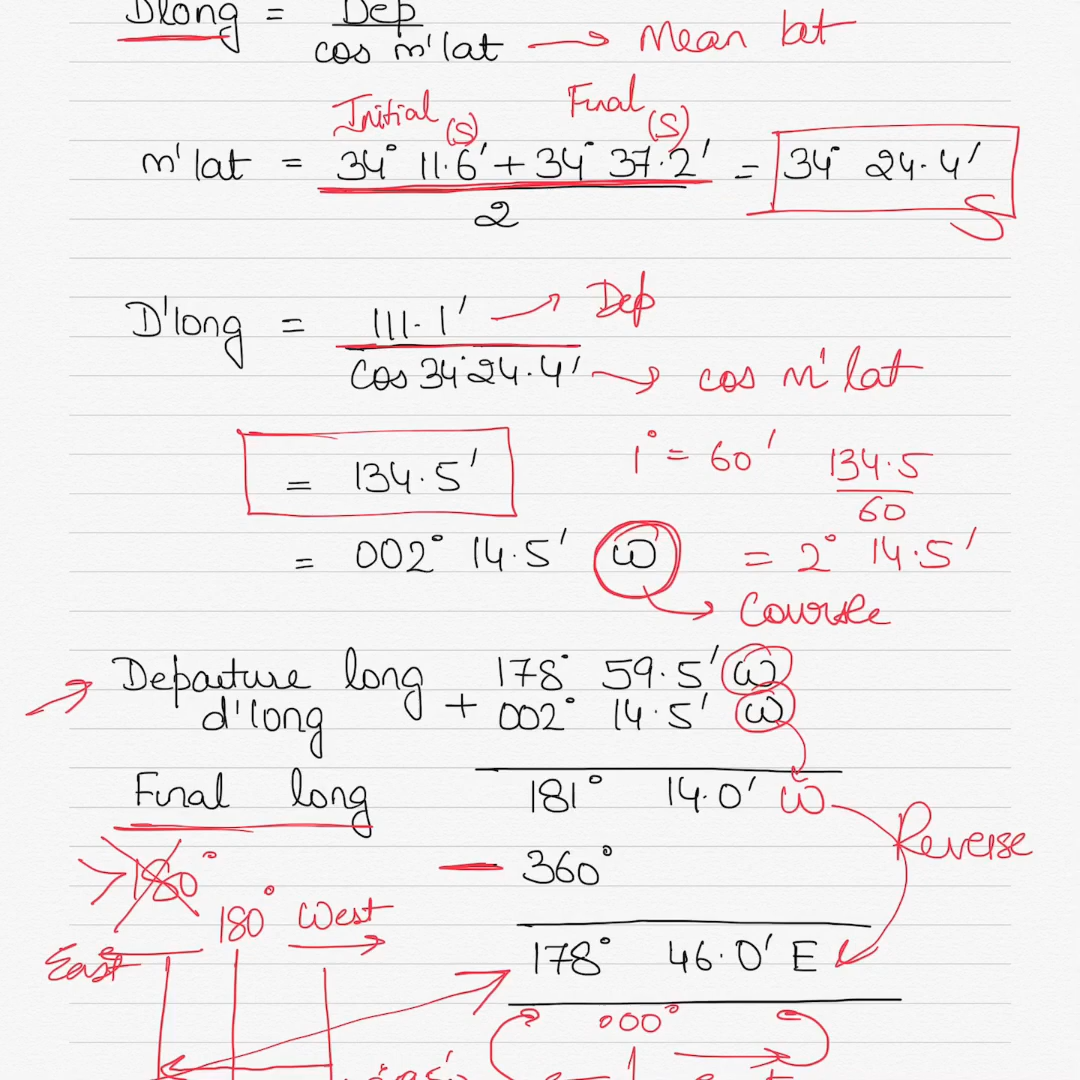 Dlong = Dep
cos m'lat → Mean lat
Initial (S) Final (S)
m'lat = 34° 11.6' + 34° 37.2' = 34° 24.4' S
2
D'long = 111.1' → Dep
cos 34°24.4' → cos m'lat
= 134.5' 1° = 60' 134.5
60
= 002° 14.5' W = 2° 14.5'
Course
Departure long 178° 59.5' W
d'long + 002° 14.5' W
Final long 181° 14.0' W
Reverse
180° − 360°
180° West
East 178° 46.0' E
000°